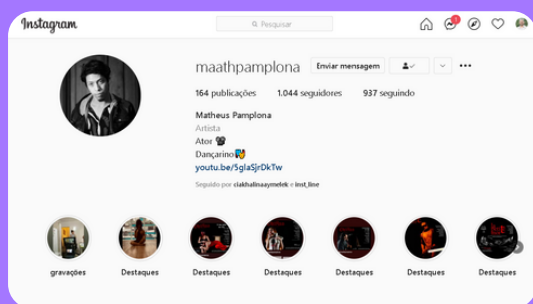 Instagram
Pesquisar
1
maathpamplona Enviar mensagem
164 publicações 1.044 seguidores 937 seguindo
Matheus Pamplona
Artista
Ator 📽
Dançarino
youtu.be/5glaSjrDkTw
Seguido por ciakhalinaaymelek e inst_line
gravações Destaques Destaques Destaques Destaques Destaques Destaques